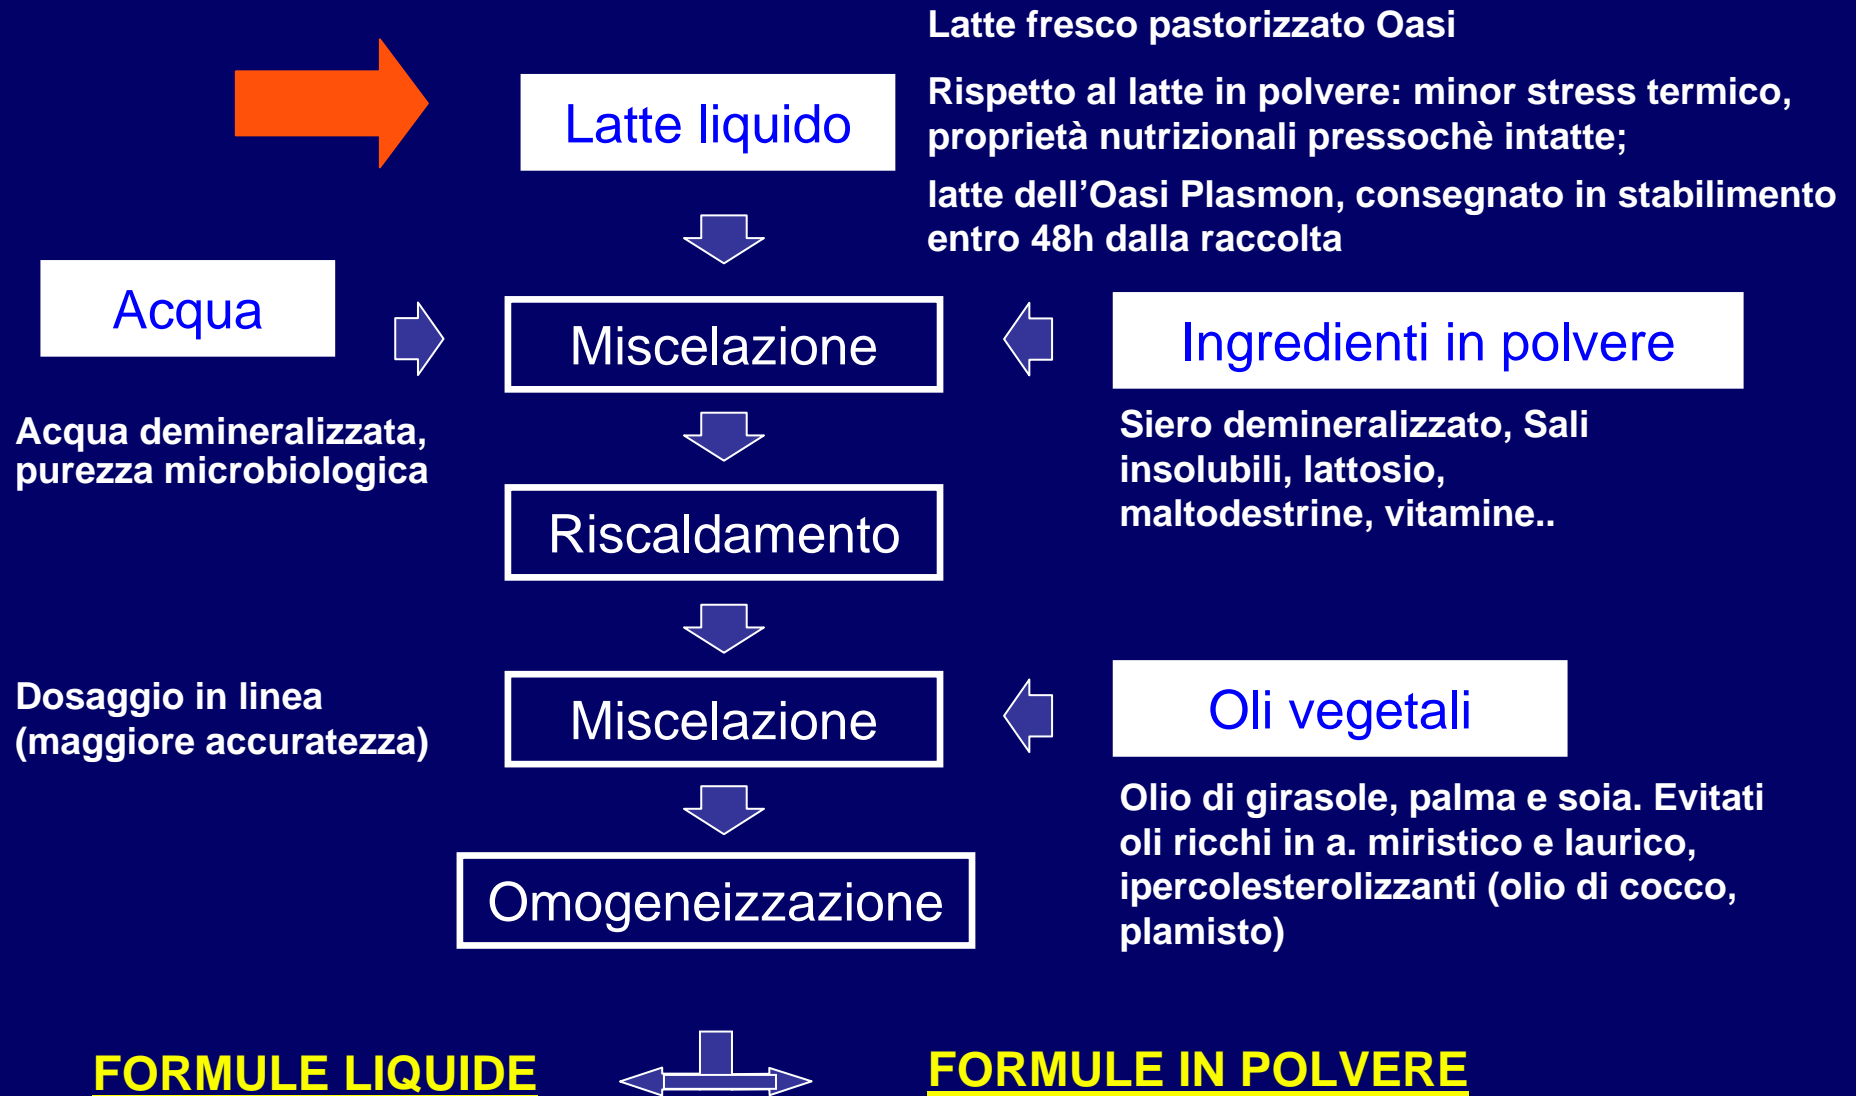 Latte fresco pastorizzato Oasi
Latte liquido
Rispetto al latte in polvere: minor stress termico,
proprietà nutrizionali pressochè intatte;
latte dell’Oasi Plasmon, consegnato in stabilimento
entro 48h dalla raccolta
Acqua
Miscelazione
Ingredienti in polvere
Acqua demineralizzata,
purezza microbiologica
Siero demineralizzato, Sali
insolubili, lattosio,
maltodestrine, vitamine..
Riscaldamento
Dosaggio in linea
(maggiore accuratezza)
Miscelazione
Oli vegetali
Olio di girasole, palma e soia. Evitati
oli ricchi in a. miristico e laurico,
ipercolesterolizzanti (olio di cocco,
plamisto)
Omogeneizzazione
FORMULE LIQUIDE
FORMULE IN POLVERE